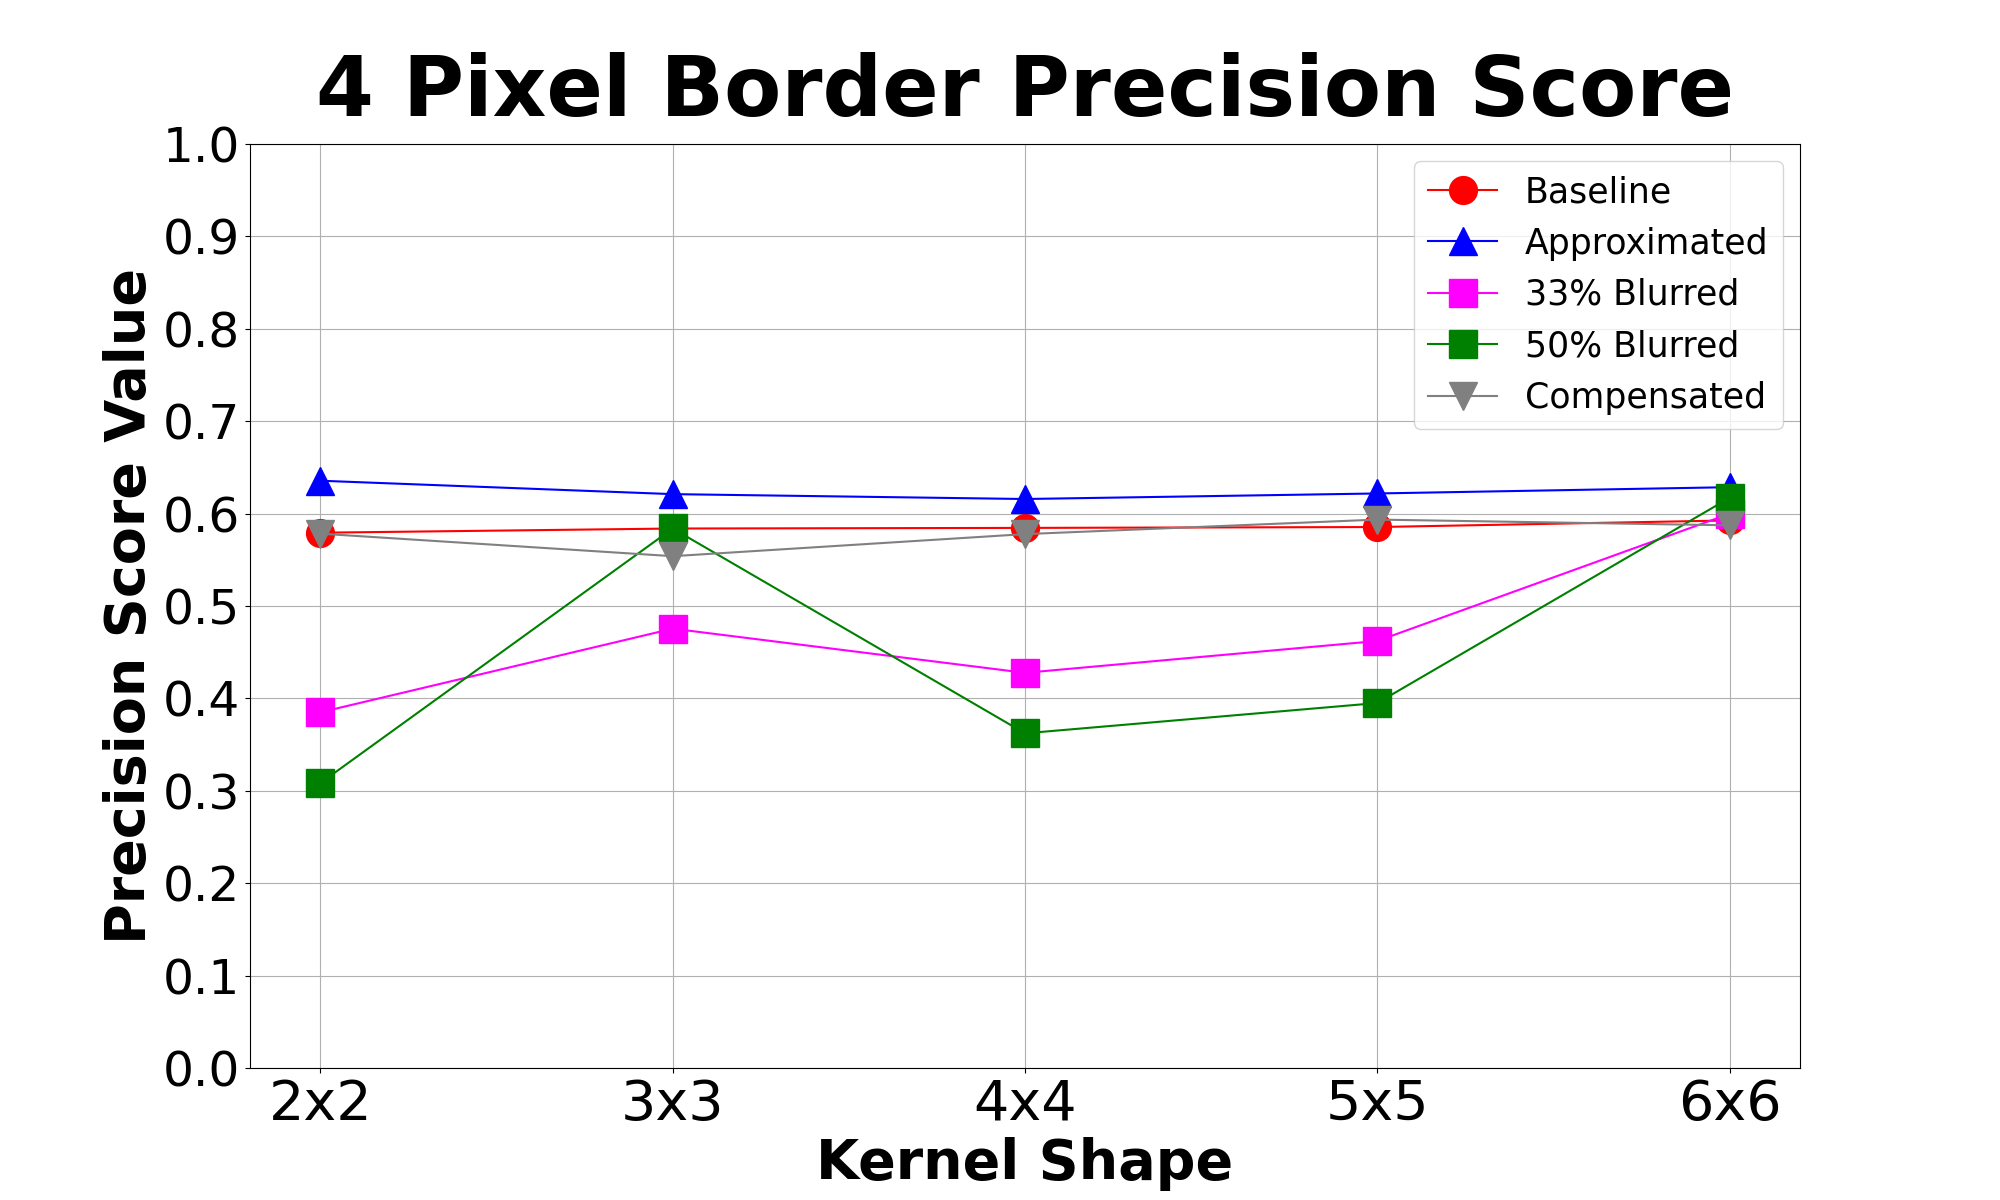 4 Pixel Border Precision Score
Precision Score Value
1.0
0.9
0.8
0.7
0.6
0.5
0.4
0.3
0.2
0.1
0.0
Baseline
Approximated
33% Blurred
50% Blurred
Compensated
2x2 3x3 4x4 5x5 6x6
Kernel Shape